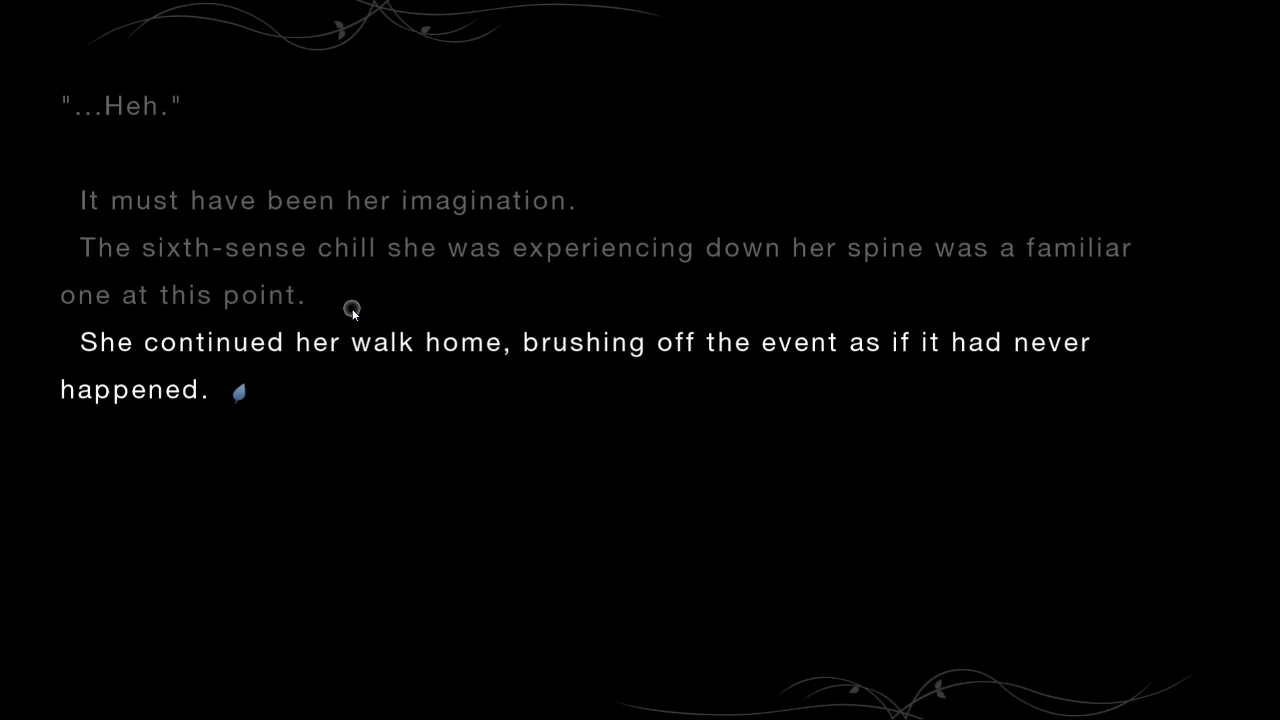 "...Heh."
It must have been her imagination.
The sixth-sense chill she was experiencing down her spine was a familiar
one at this point.
She continued her walk home, brushing off the event as if it had never
happened.